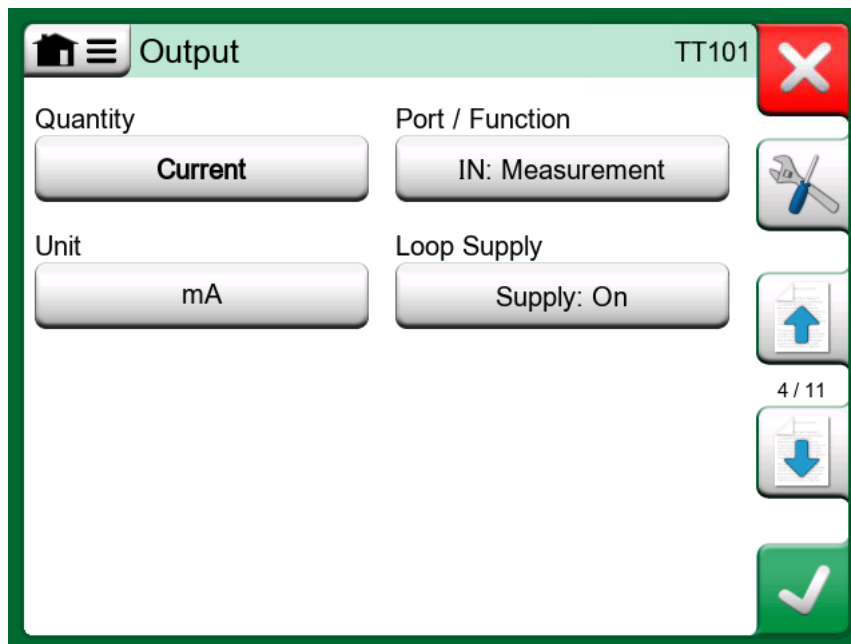 Output
TT101
Quantity
Port / Function
Current
IN: Measurement
Unit
Loop Supply
mA
Supply: On
4 / 11